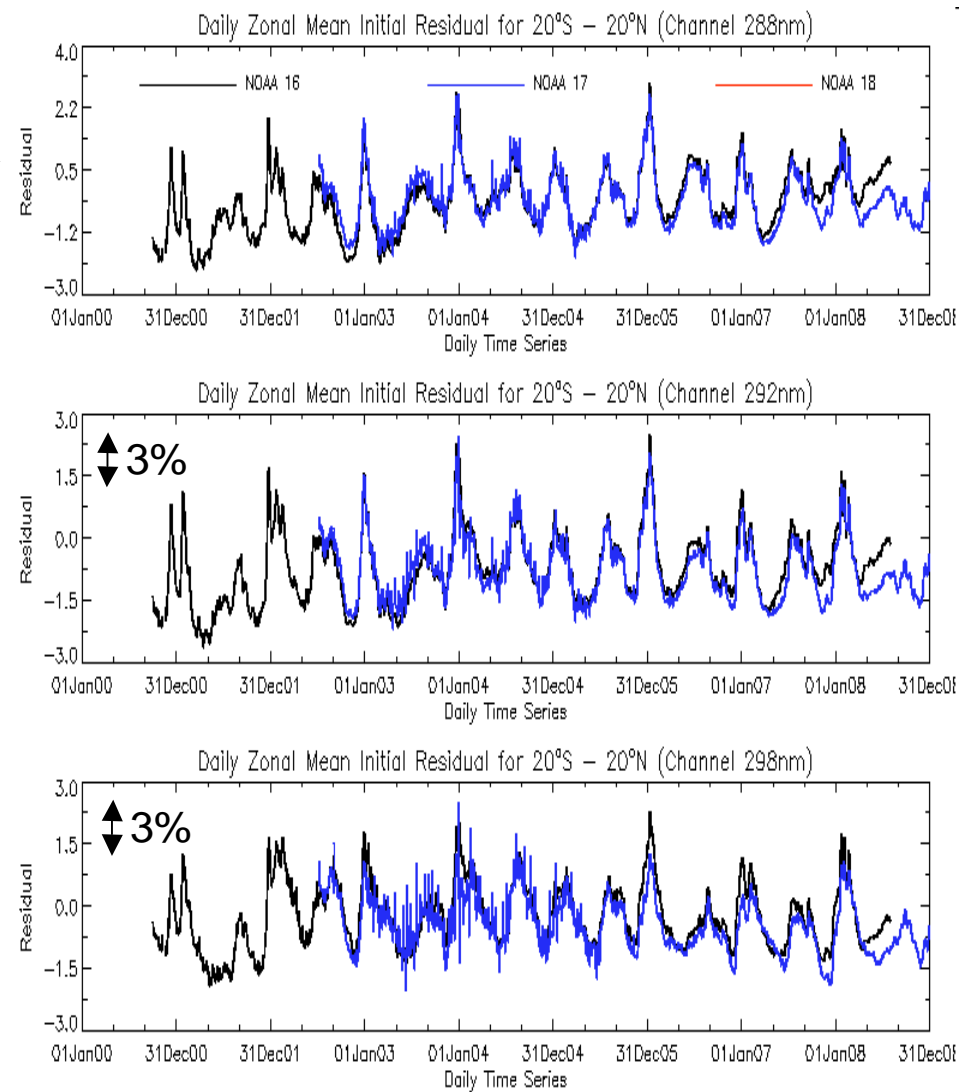 Daily Zonal Mean Initial Residual for 20°S – 20°N (Channel 288nm)
4.0
2.2
0.5
−1.2
−3.0
Residual
NOAA 16
NOAA 17
NOAA 18
01Jan00 31Dec00 31Dec01 01Jan03 01Jan04 31Dec04 31Dec05 01Jan07 01Jan08 31Dec08
Daily Time Series
Daily Zonal Mean Initial Residual for 20°S – 20°N (Channel 292nm)
3.0
1.5
0.0
−1.5
−3.0
Residual
3%
01Jan00 31Dec00 31Dec01 01Jan03 01Jan04 31Dec04 31Dec05 01Jan07 01Jan08 31Dec08
Daily Time Series
Daily Zonal Mean Initial Residual for 20°S – 20°N (Channel 298nm)
3.0
1.5
0.0
−1.5
−3.0
Residual
3%
01Jan00 31Dec00 31Dec01 01Jan03 01Jan04 31Dec04 31Dec05 01Jan07 01Jan08 31Dec08
Daily Time Series